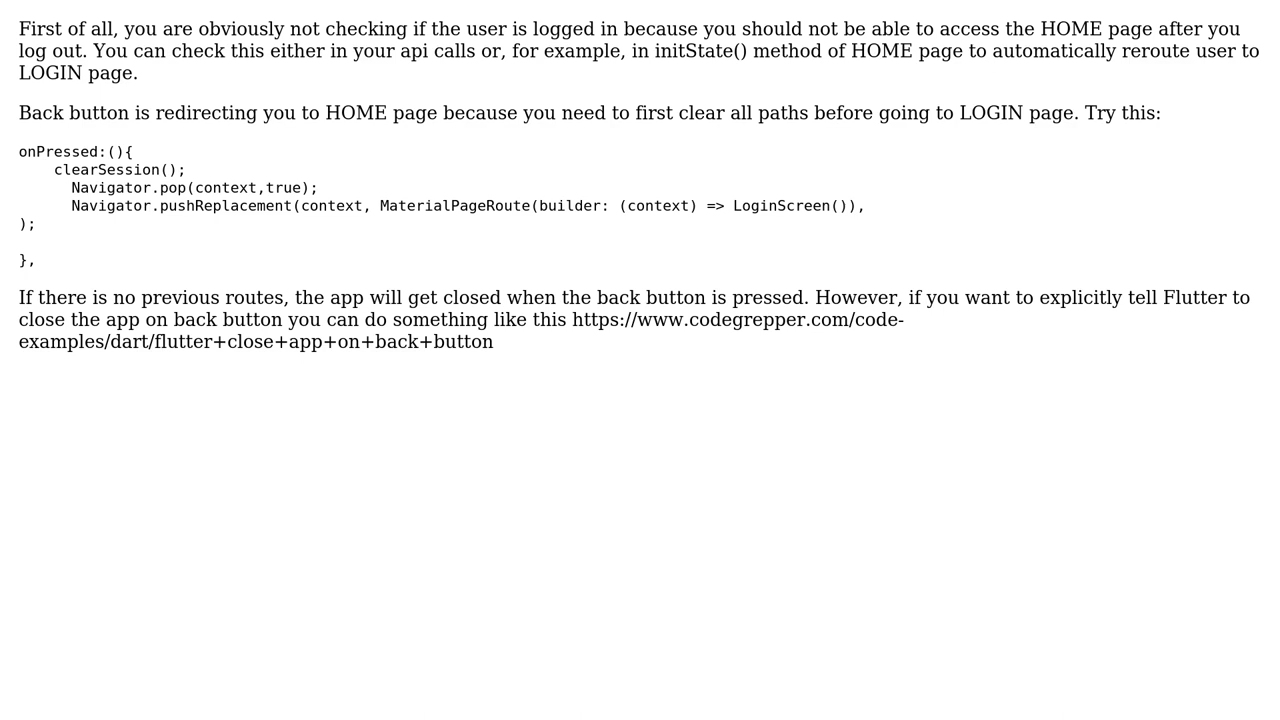 First of all, you are obviously not checking if the user is logged in because you should not be able to access the HOME page after you
log out. You can check this either in your api calls or, for example, in initState() method of HOME page to automatically reroute user to
LOGIN page.
Back button is redirecting you to HOME page because you need to first clear all paths before going to LOGIN page. Try this:
onPressed:(){
    clearSession();
      Navigator.pop(context,true);
      Navigator.pushReplacement(context, MaterialPageRoute(builder: (context) => LoginScreen()),
);
},
If there is no previous routes, the app will get closed when the back button is pressed. However, if you want to explicitly tell Flutter to
close the app on back button you can do something like this https://www.codegrepper.com/code-
examples/dart/flutter+close+app+on+back+button